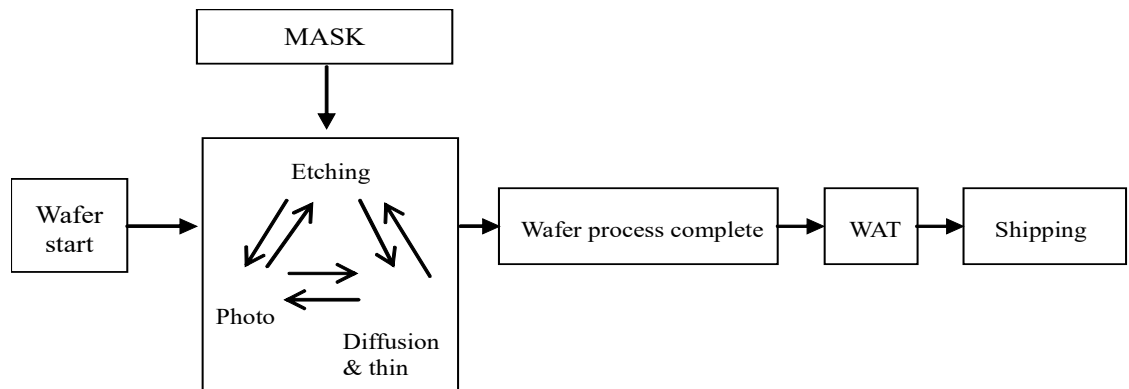 MASK
Wafer
start
Etching
Photo
Diffusion
& thin
Wafer process complete
WAT
Shipping